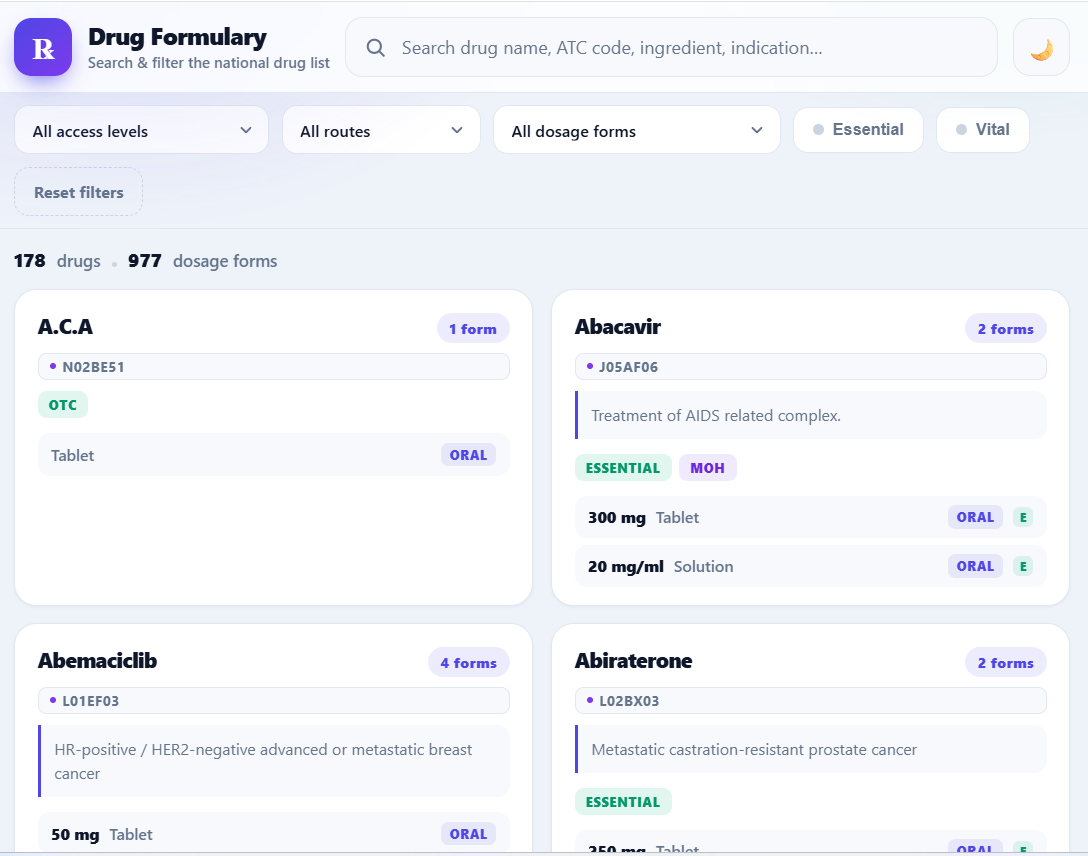 ℞
Drug Formulary
Search & filter the national drug list
Search drug name, ATC code, ingredient, indication...
All access levels
All routes
All dosage forms
Essential
Vital
Reset filters
178 drugs • 977 dosage forms
A.C.A
1 form
N02BE51
OTC
Tablet ORAL
Abacavir
2 forms
J05AF06
Treatment of AIDS related complex.
ESSENTIAL MOH
300 mg Tablet ORAL E
20 mg/ml Solution ORAL E
Abemaciclib
4 forms
L01EF03
HR-positive / HER2-negative advanced or metastatic breast
cancer
50 mg Tablet ORAL
Abiraterone
2 forms
L02BX03
Metastatic castration-resistant prostate cancer
ESSENTIAL
250 mg Tablet ORAL E